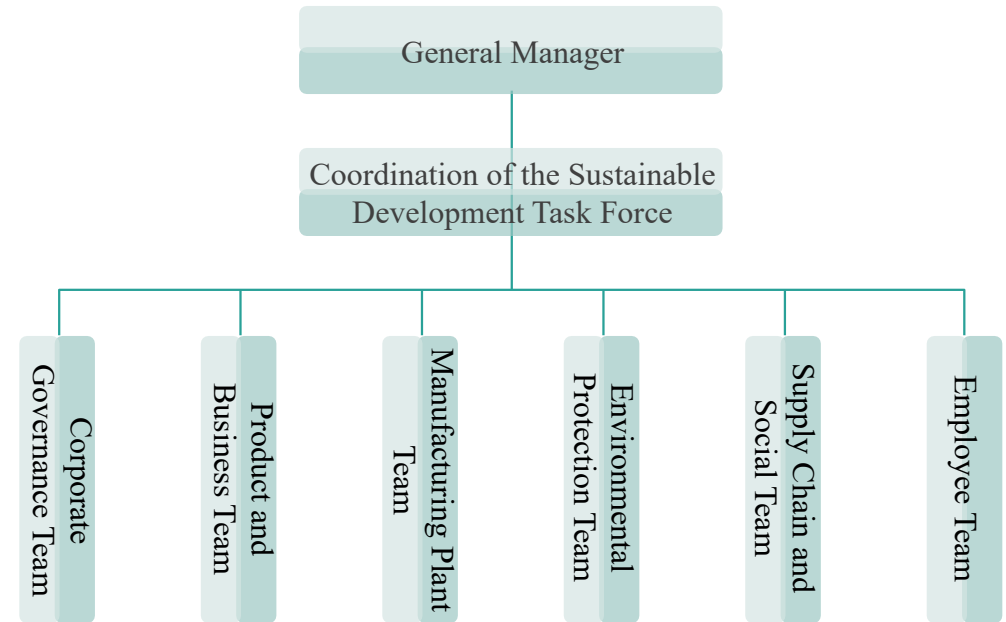 General Manager
Coordination of the Sustainable
Development Task Force
Corporate
Governance Team
Product and
Business Team
Manufacturing Plant
Team
Environmental
Protection Team
Supply Chain and
Social Team
Employee Team